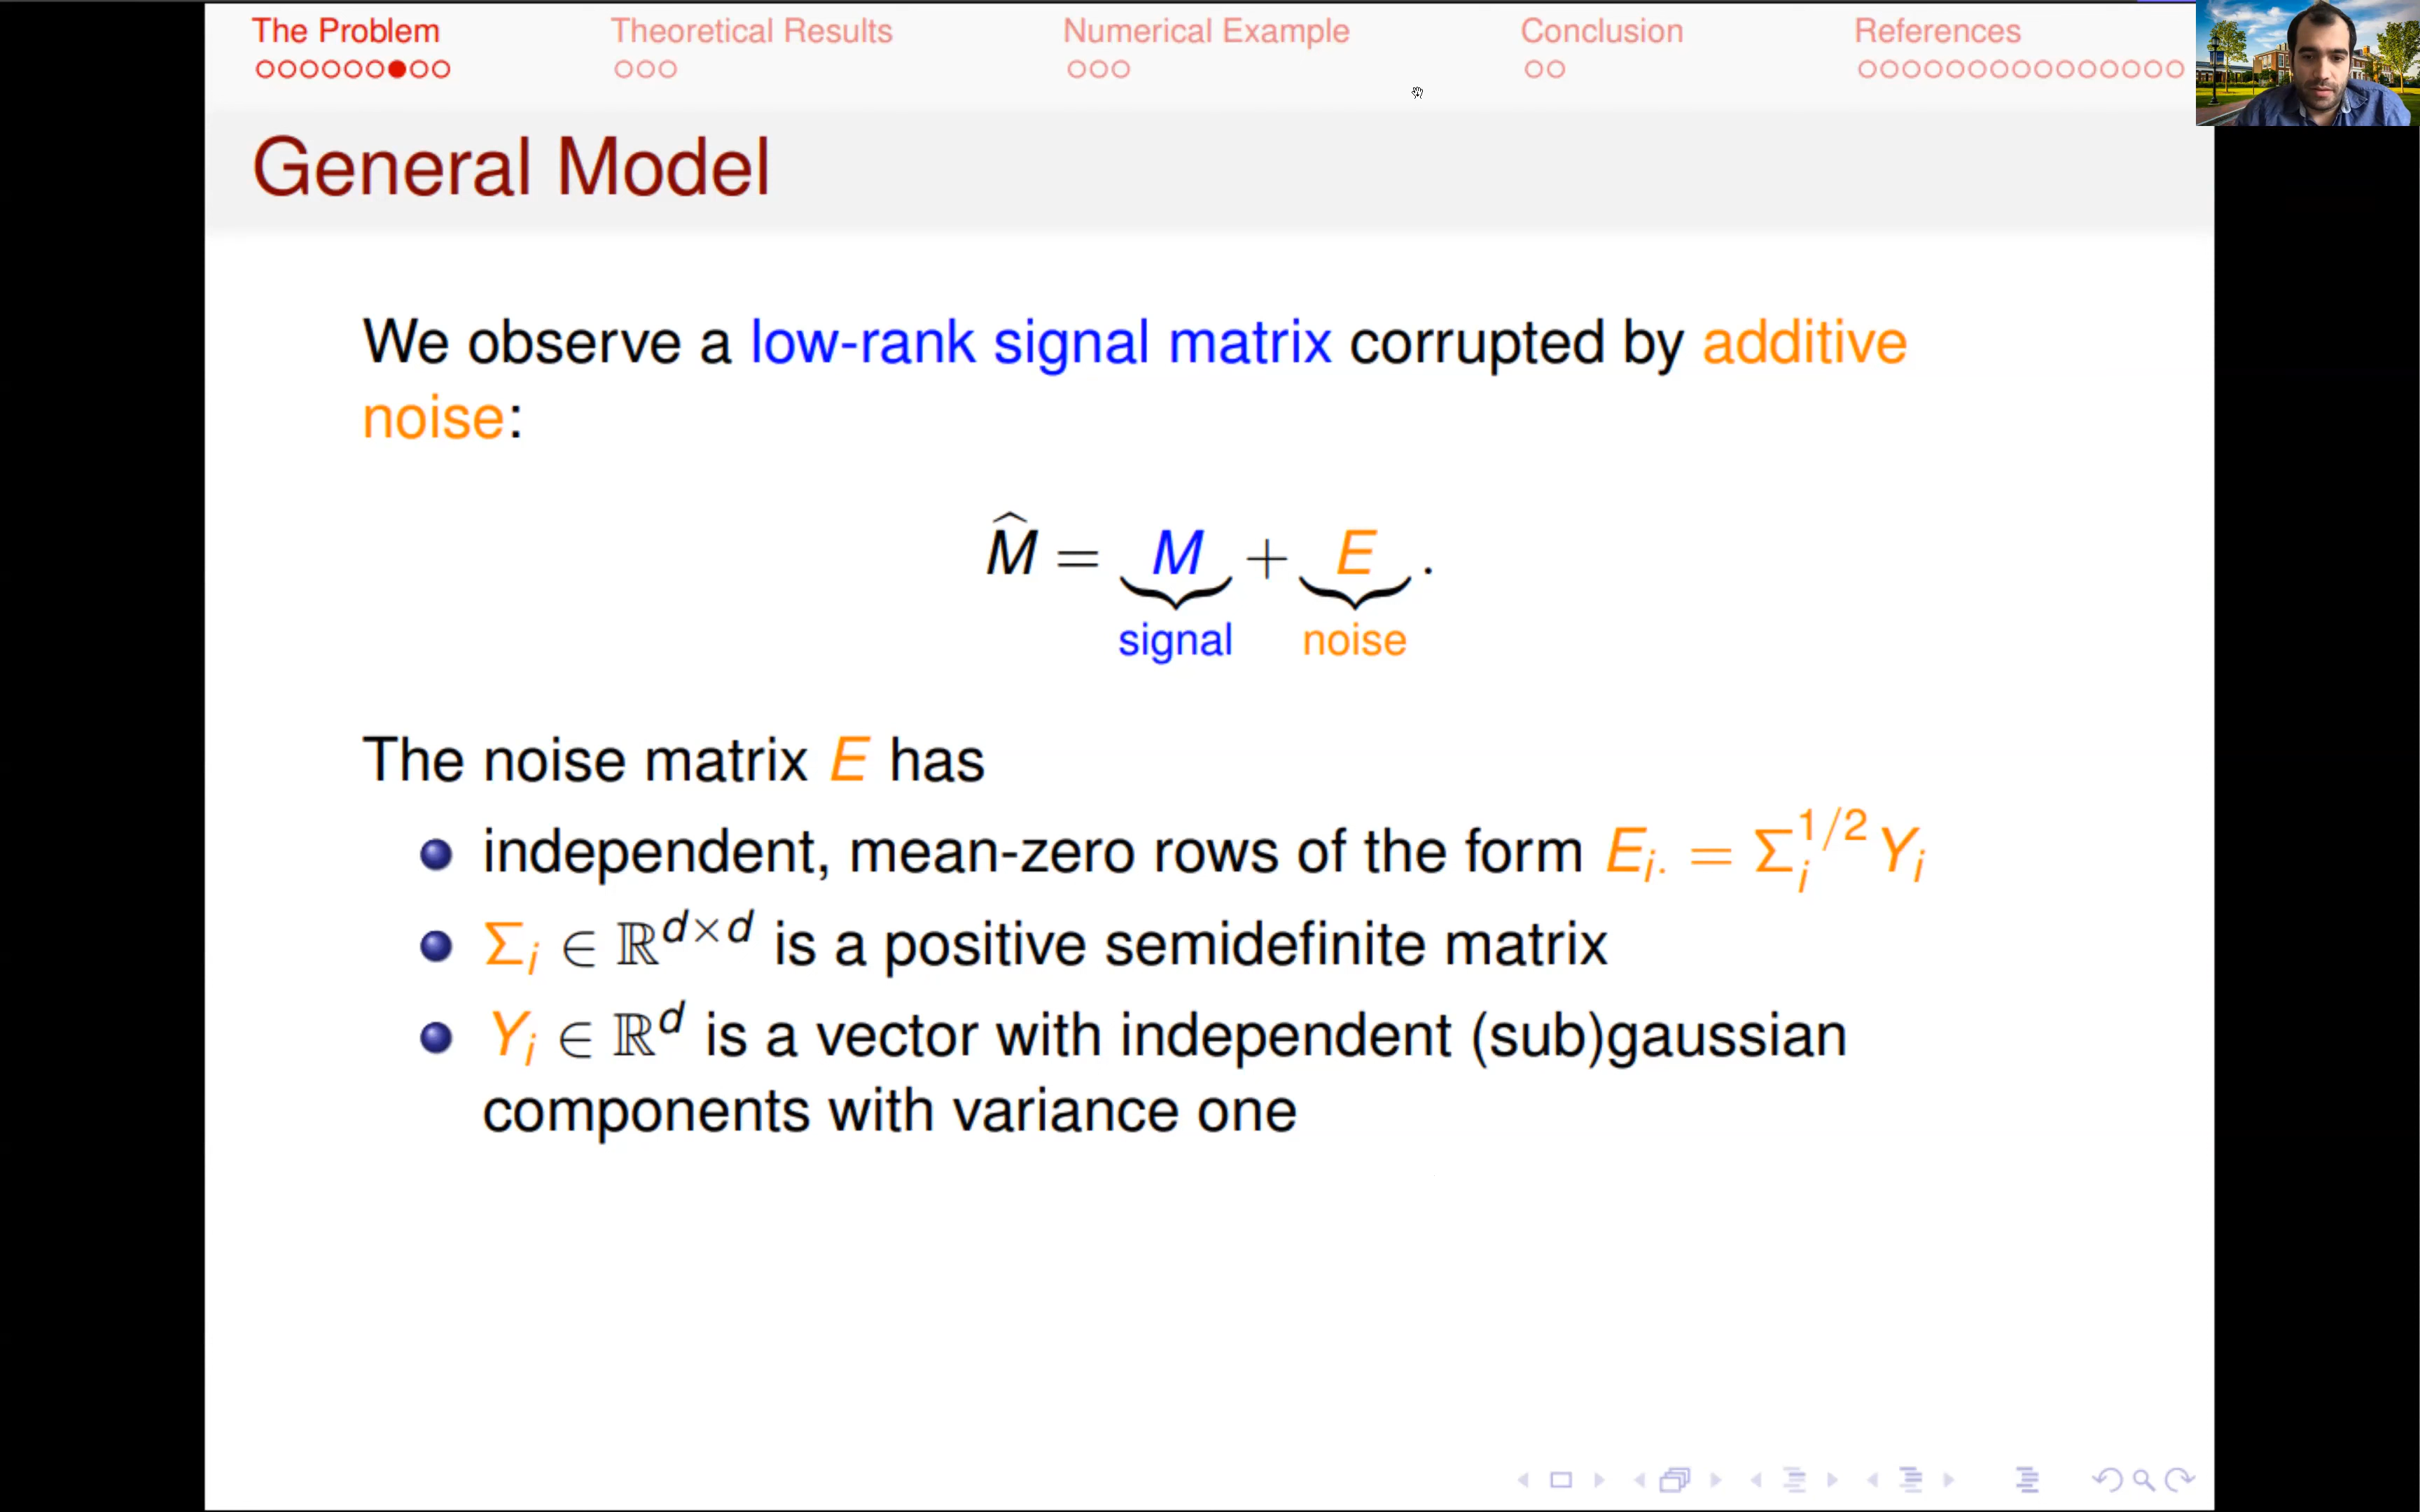 The Problem Theoretical Results Numerical Example Conclusion References
General Model
We observe a low-rank signal matrix corrupted by additive
noise:
M̂ = M + E .
signal noise
The noise matrix E has
independent, mean-zero rows of the form E_{i·} = Σ_i^{1/2} Y_i
Σ_i ∈ ℝ^{d×d} is a positive semidefinite matrix
Y_i ∈ ℝ^d is a vector with independent (sub)gaussian
components with variance one